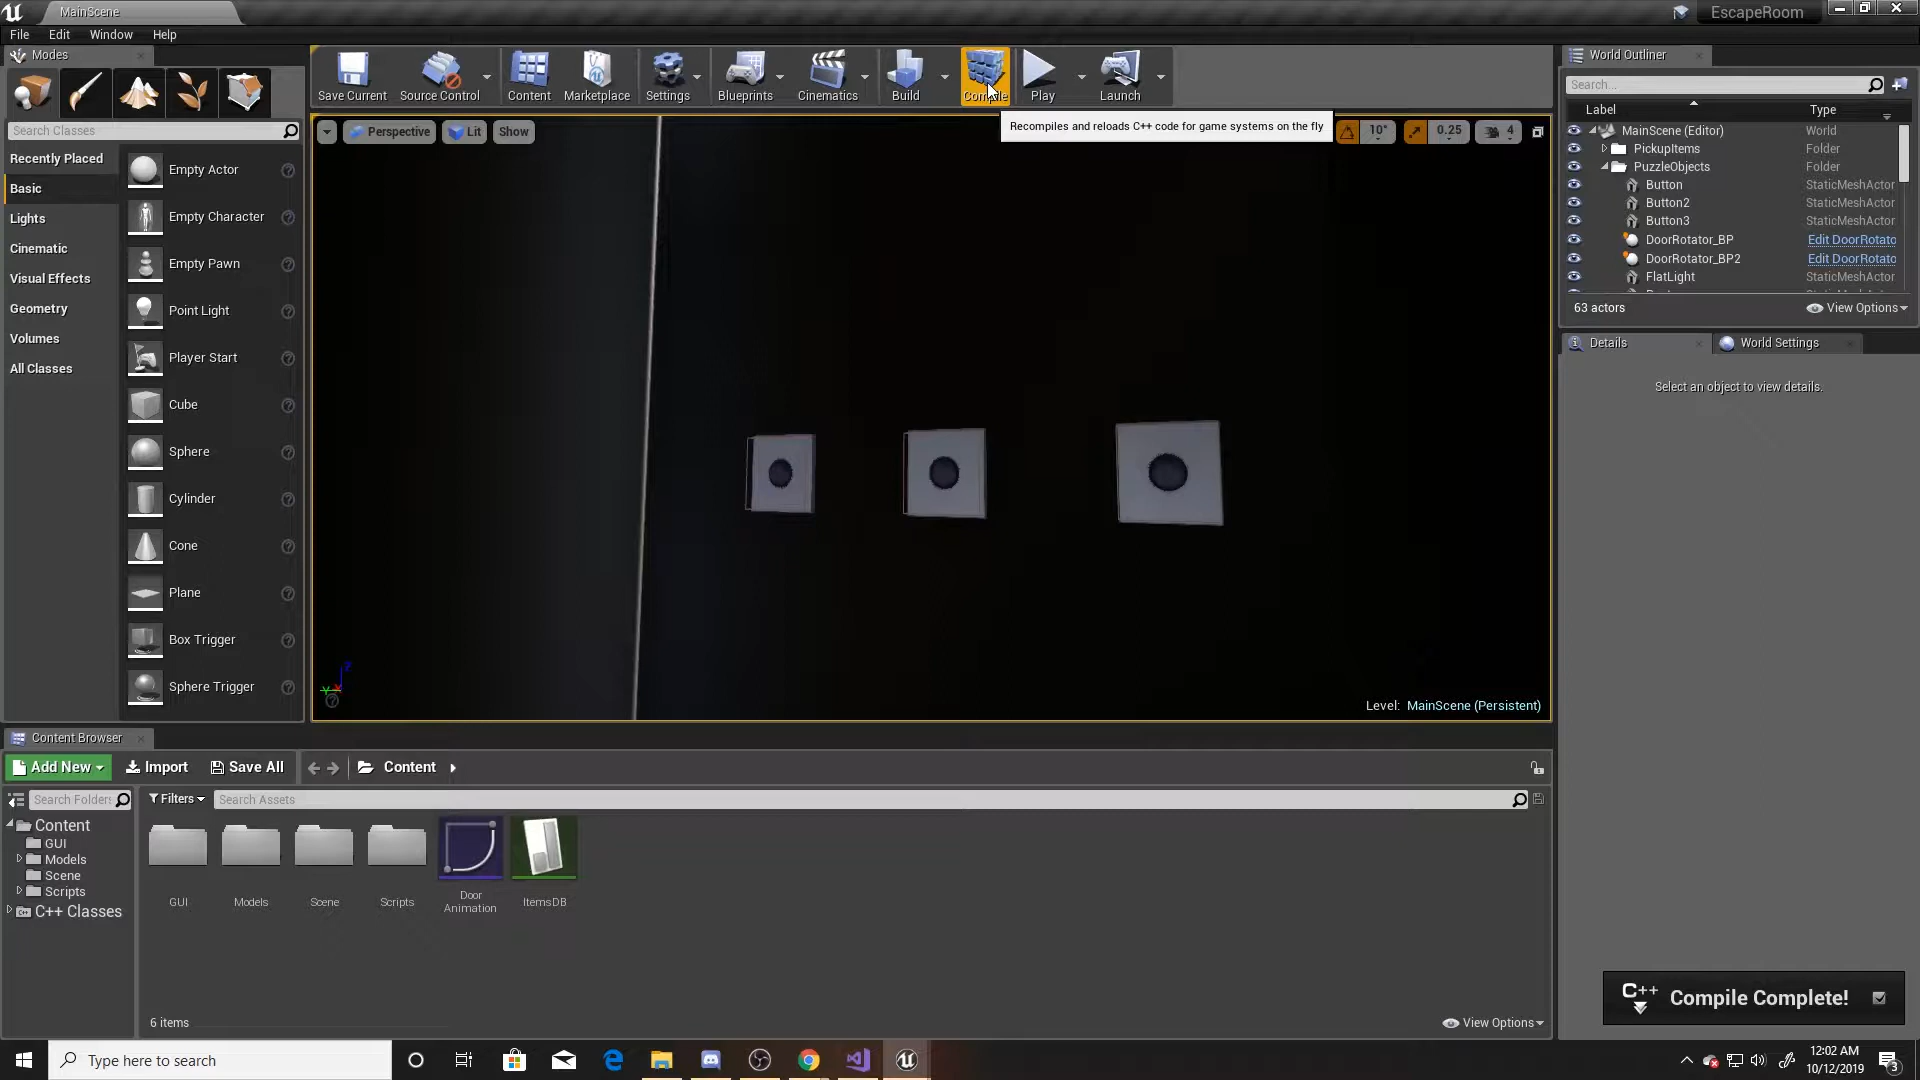 MainScene
EscapeRoom
File Edit Window Help
Modes
Search Classes
Recently Placed
Basic
Lights
Cinematic
Visual Effects
Geometry
Volumes
All Classes
Empty Actor
Empty Character
Empty Pawn
Point Light
Player Start
Cube
Sphere
Cylinder
Cone
Plane
Box Trigger
Sphere Trigger
Save Current Source Control Content Marketplace Settings Blueprints Cinematics Build Compile Play Launch
Perspective Lit Show
Recompiles and reloads C++ code for game systems on the fly
10° 0.25 4
Level: MainScene (Persistent)
World Outliner
Search...
Label Type
MainScene (Editor) World
PickupItems Folder
PuzzleObjects Folder
Button StaticMeshActor
Button2 StaticMeshActor
Button3 StaticMeshActor
DoorRotator_BP Edit DoorRotato
DoorRotator_BP2 Edit DoorRotato
FlatLight StaticMeshActor
63 actors View Options
Details World Settings
Select an object to view details.
Content Browser
Add New Import Save All Content
Search Folders
Filters Search Assets
Content
GUI
Models
Scene
Scripts
C++ Classes
GUI Models Scene Scripts Door Animation ItemsDB
6 items View Options
C++ Compile Complete!
Type here to search
12:02 AM
10/12/2019
3